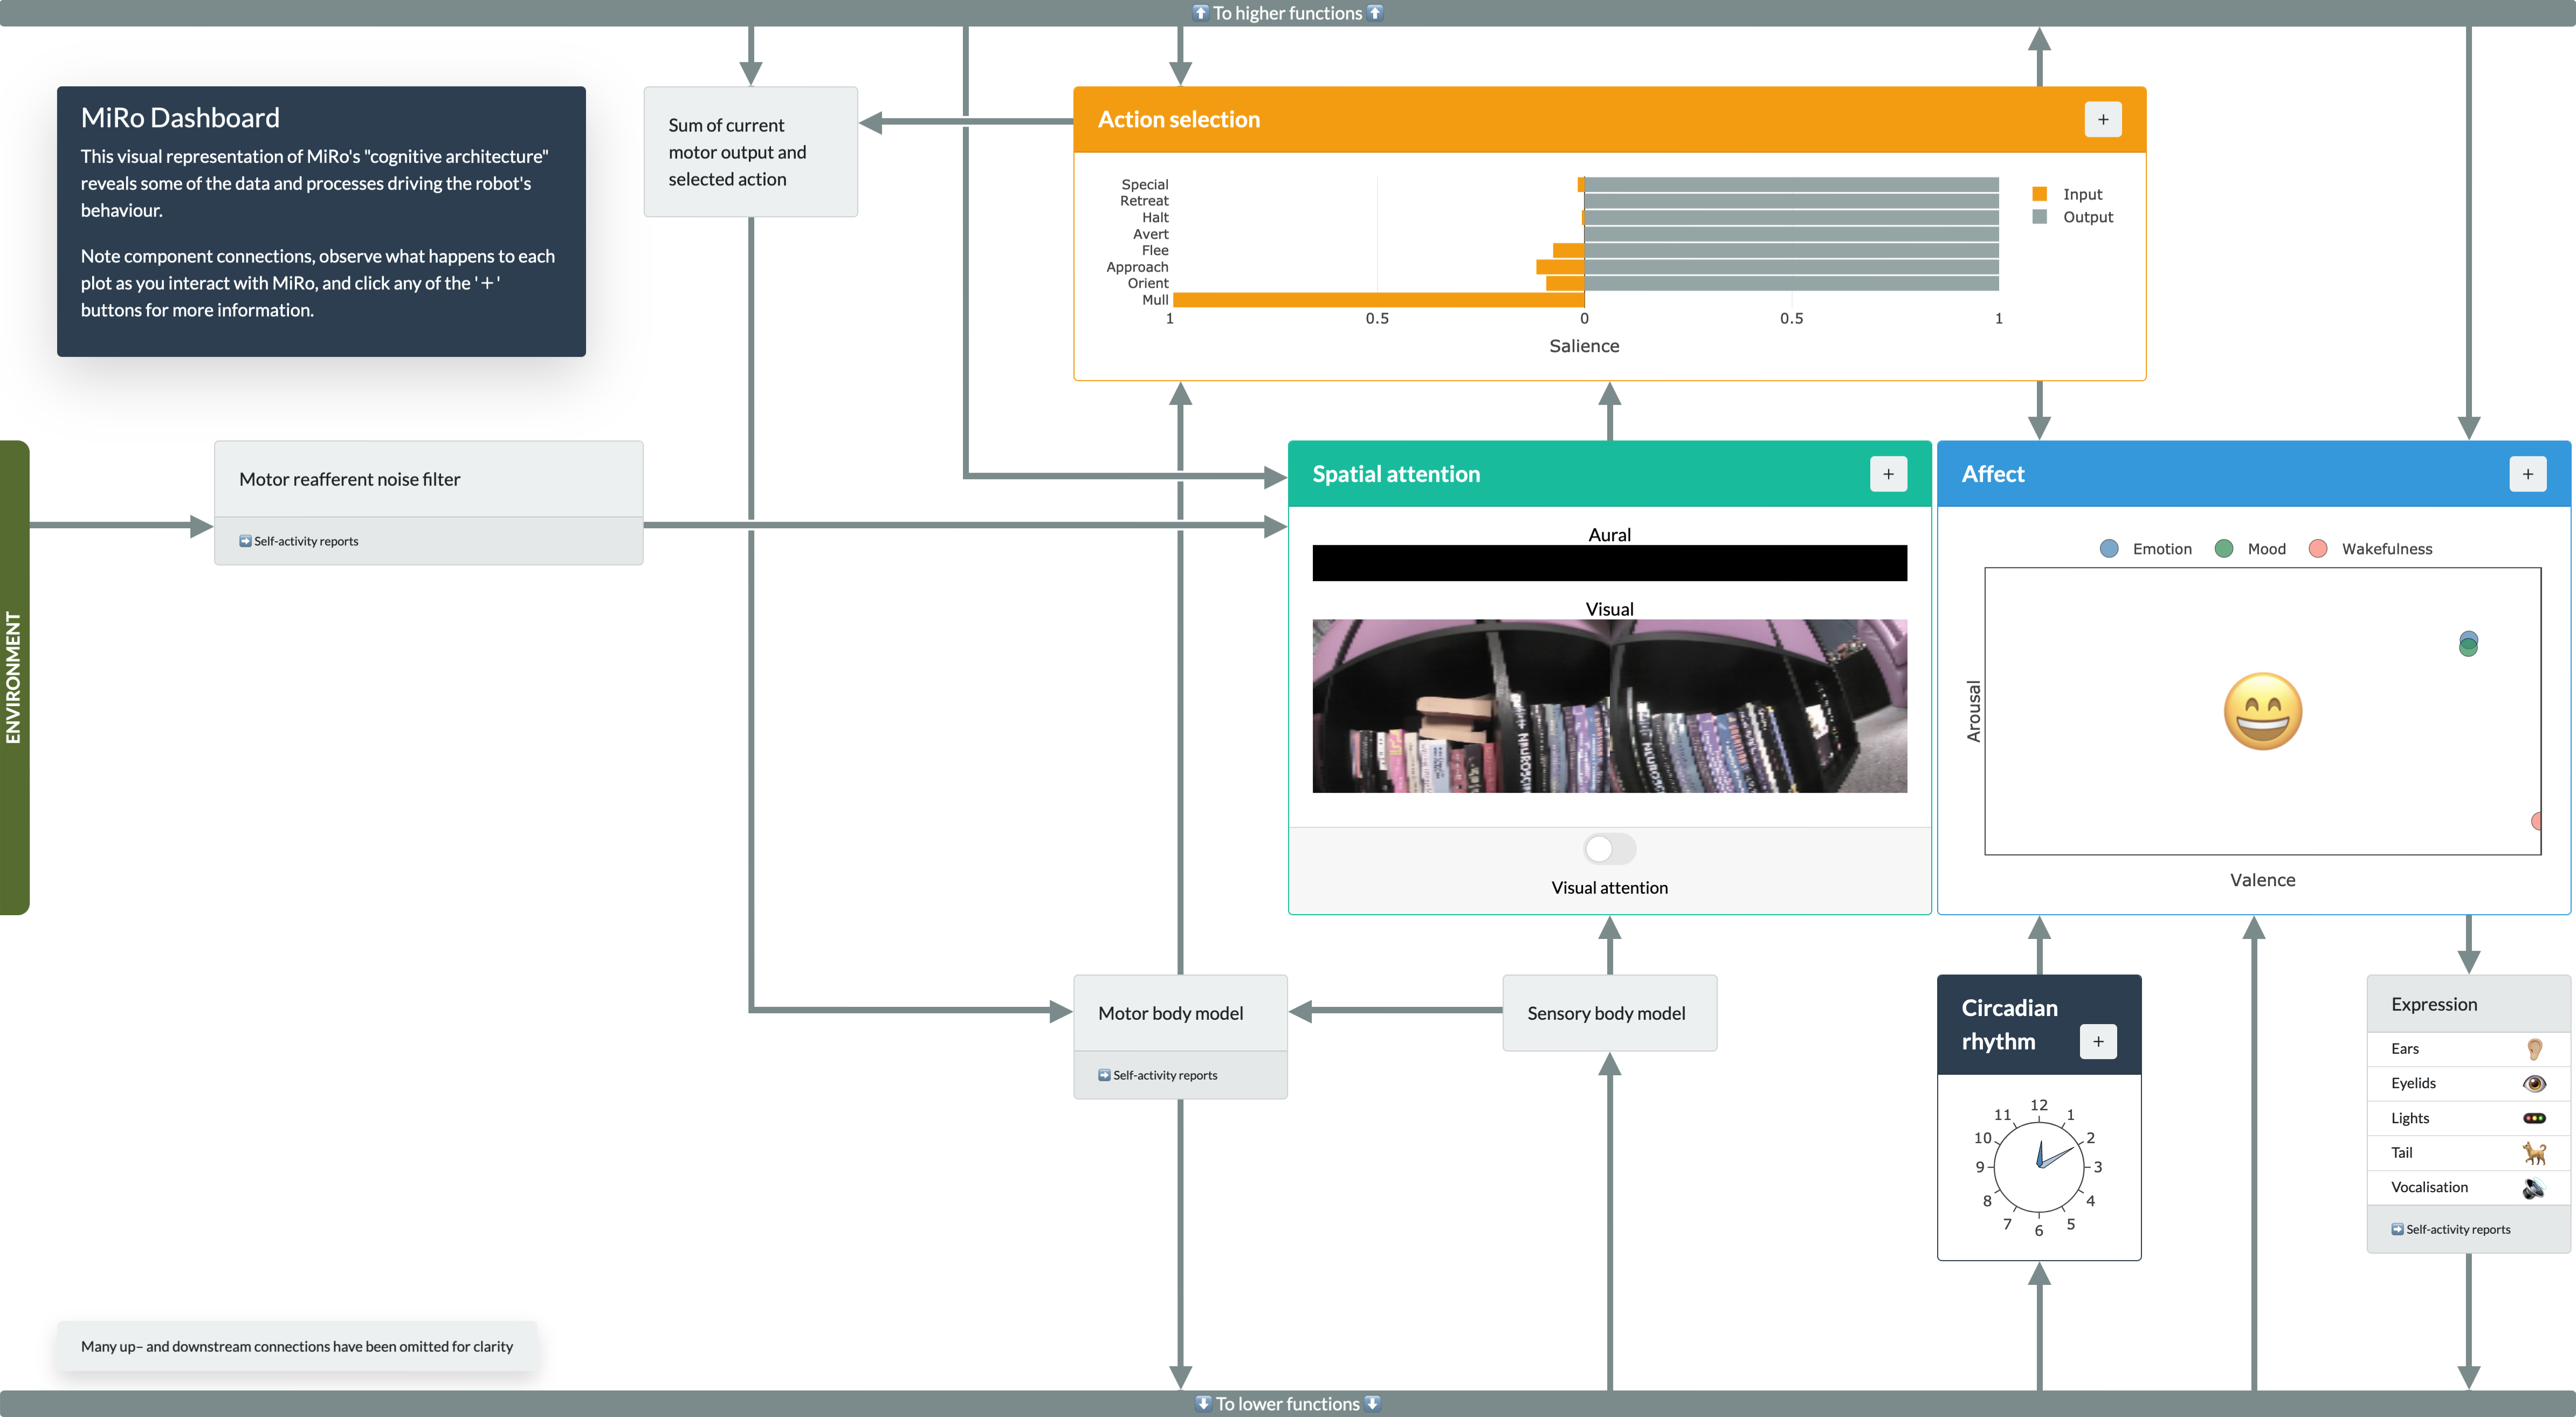 ⬆️ To higher functions ⬆️
MiRo Dashboard
This visual representation of MiRo's "cognitive architecture"
reveals some of the data and processes driving the robot's
behaviour.
Note component connections, observe what happens to each
plot as you interact with MiRo, and click any of the '+'
buttons for more information.
Sum of current
motor output and
selected action
Action selection
+
Special
Retreat
Halt
Avert
Flee
Approach
Orient
Mull
1 0.5 0 0.5 1
Salience
Input
Output
ENVIRONMENT
Motor reafferent noise filter
➡️ Self-activity reports
Spatial attention
+
Aural
Visual
Visual attention
Affect
+
Emotion Mood Wakefulness
Arousal
Valence
Motor body model
➡️ Self-activity reports
Sensory body model
Circadian
rhythm
+
12
1
2
3
4
5
6
7
8
9
10
11
Expression
Ears
Eyelids
Lights
Tail
Vocalisation
➡️ Self-activity reports
Many up– and downstream connections have been omitted for clarity
⬇️ To lower functions ⬇️